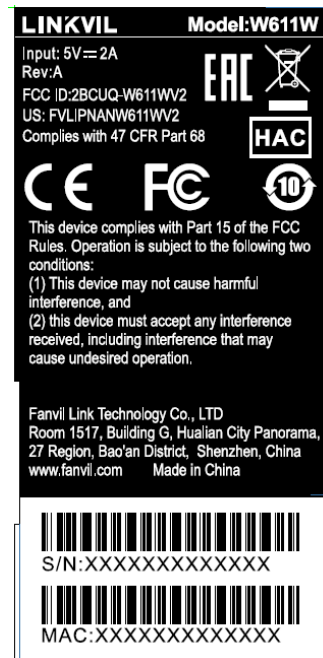 LINKVIL Model:W611W
Input: 5V⎓2A
Rev:A
FCC ID:2BCUQ-W611WV2
US: FVLIPNANW611WV2
Complies with 47 CFR Part 68
EAC
HAC
CE FC 10
This device complies with Part 15 of the FCC
Rules. Operation is subject to the following two
conditions:
(1) This device may not cause harmful
interference, and
(2) this device must accept any interference
received, including interference that may
cause undesired operation.
Fanvil Link Technology Co., LTD
Room 1517, Building G, Hualian City Panorama,
27 Region, Bao'an District, Shenzhen, China
www.fanvil.com Made in China
S/N:XXXXXXXXXXXXX
MAC:XXXXXXXXXXXXX